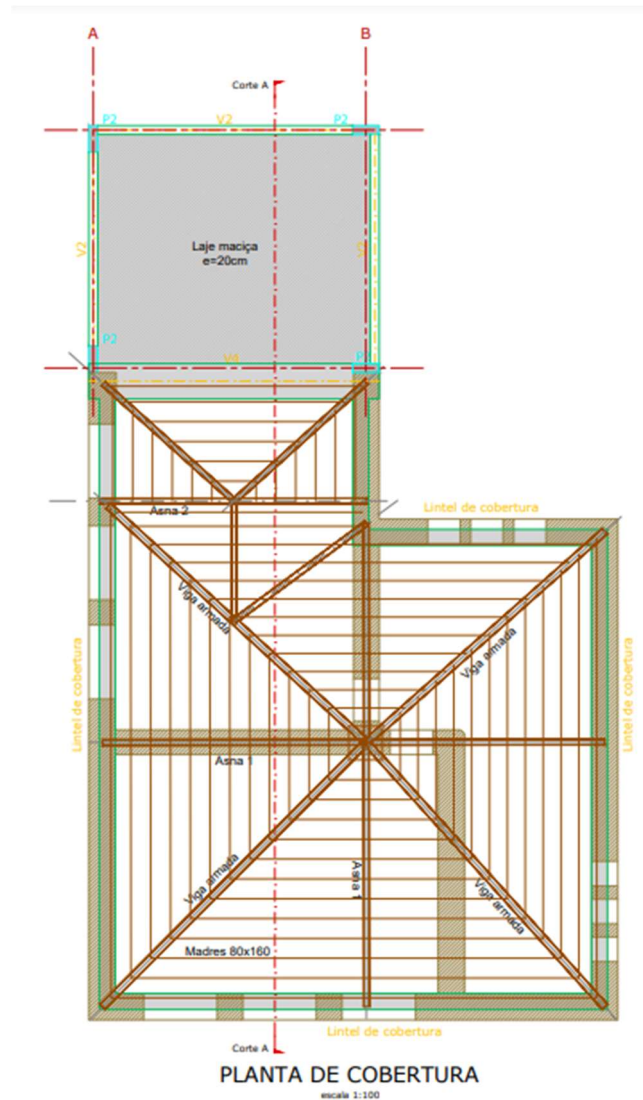 A
B
Corte A
P2
V2
P2
V2
Laje maciça
e=20cm
V2
P2
V4
P2
Asna 2
Lintel de cobertura
Viga armada
Viga armada
Lintel de cobertura
Lintel de cobertura
Asna 1
Viga armada
Asna 1
Viga armada
Madres 80x160
Lintel de cobertura
Corte A
PLANTA DE COBERTURA
escala 1:100